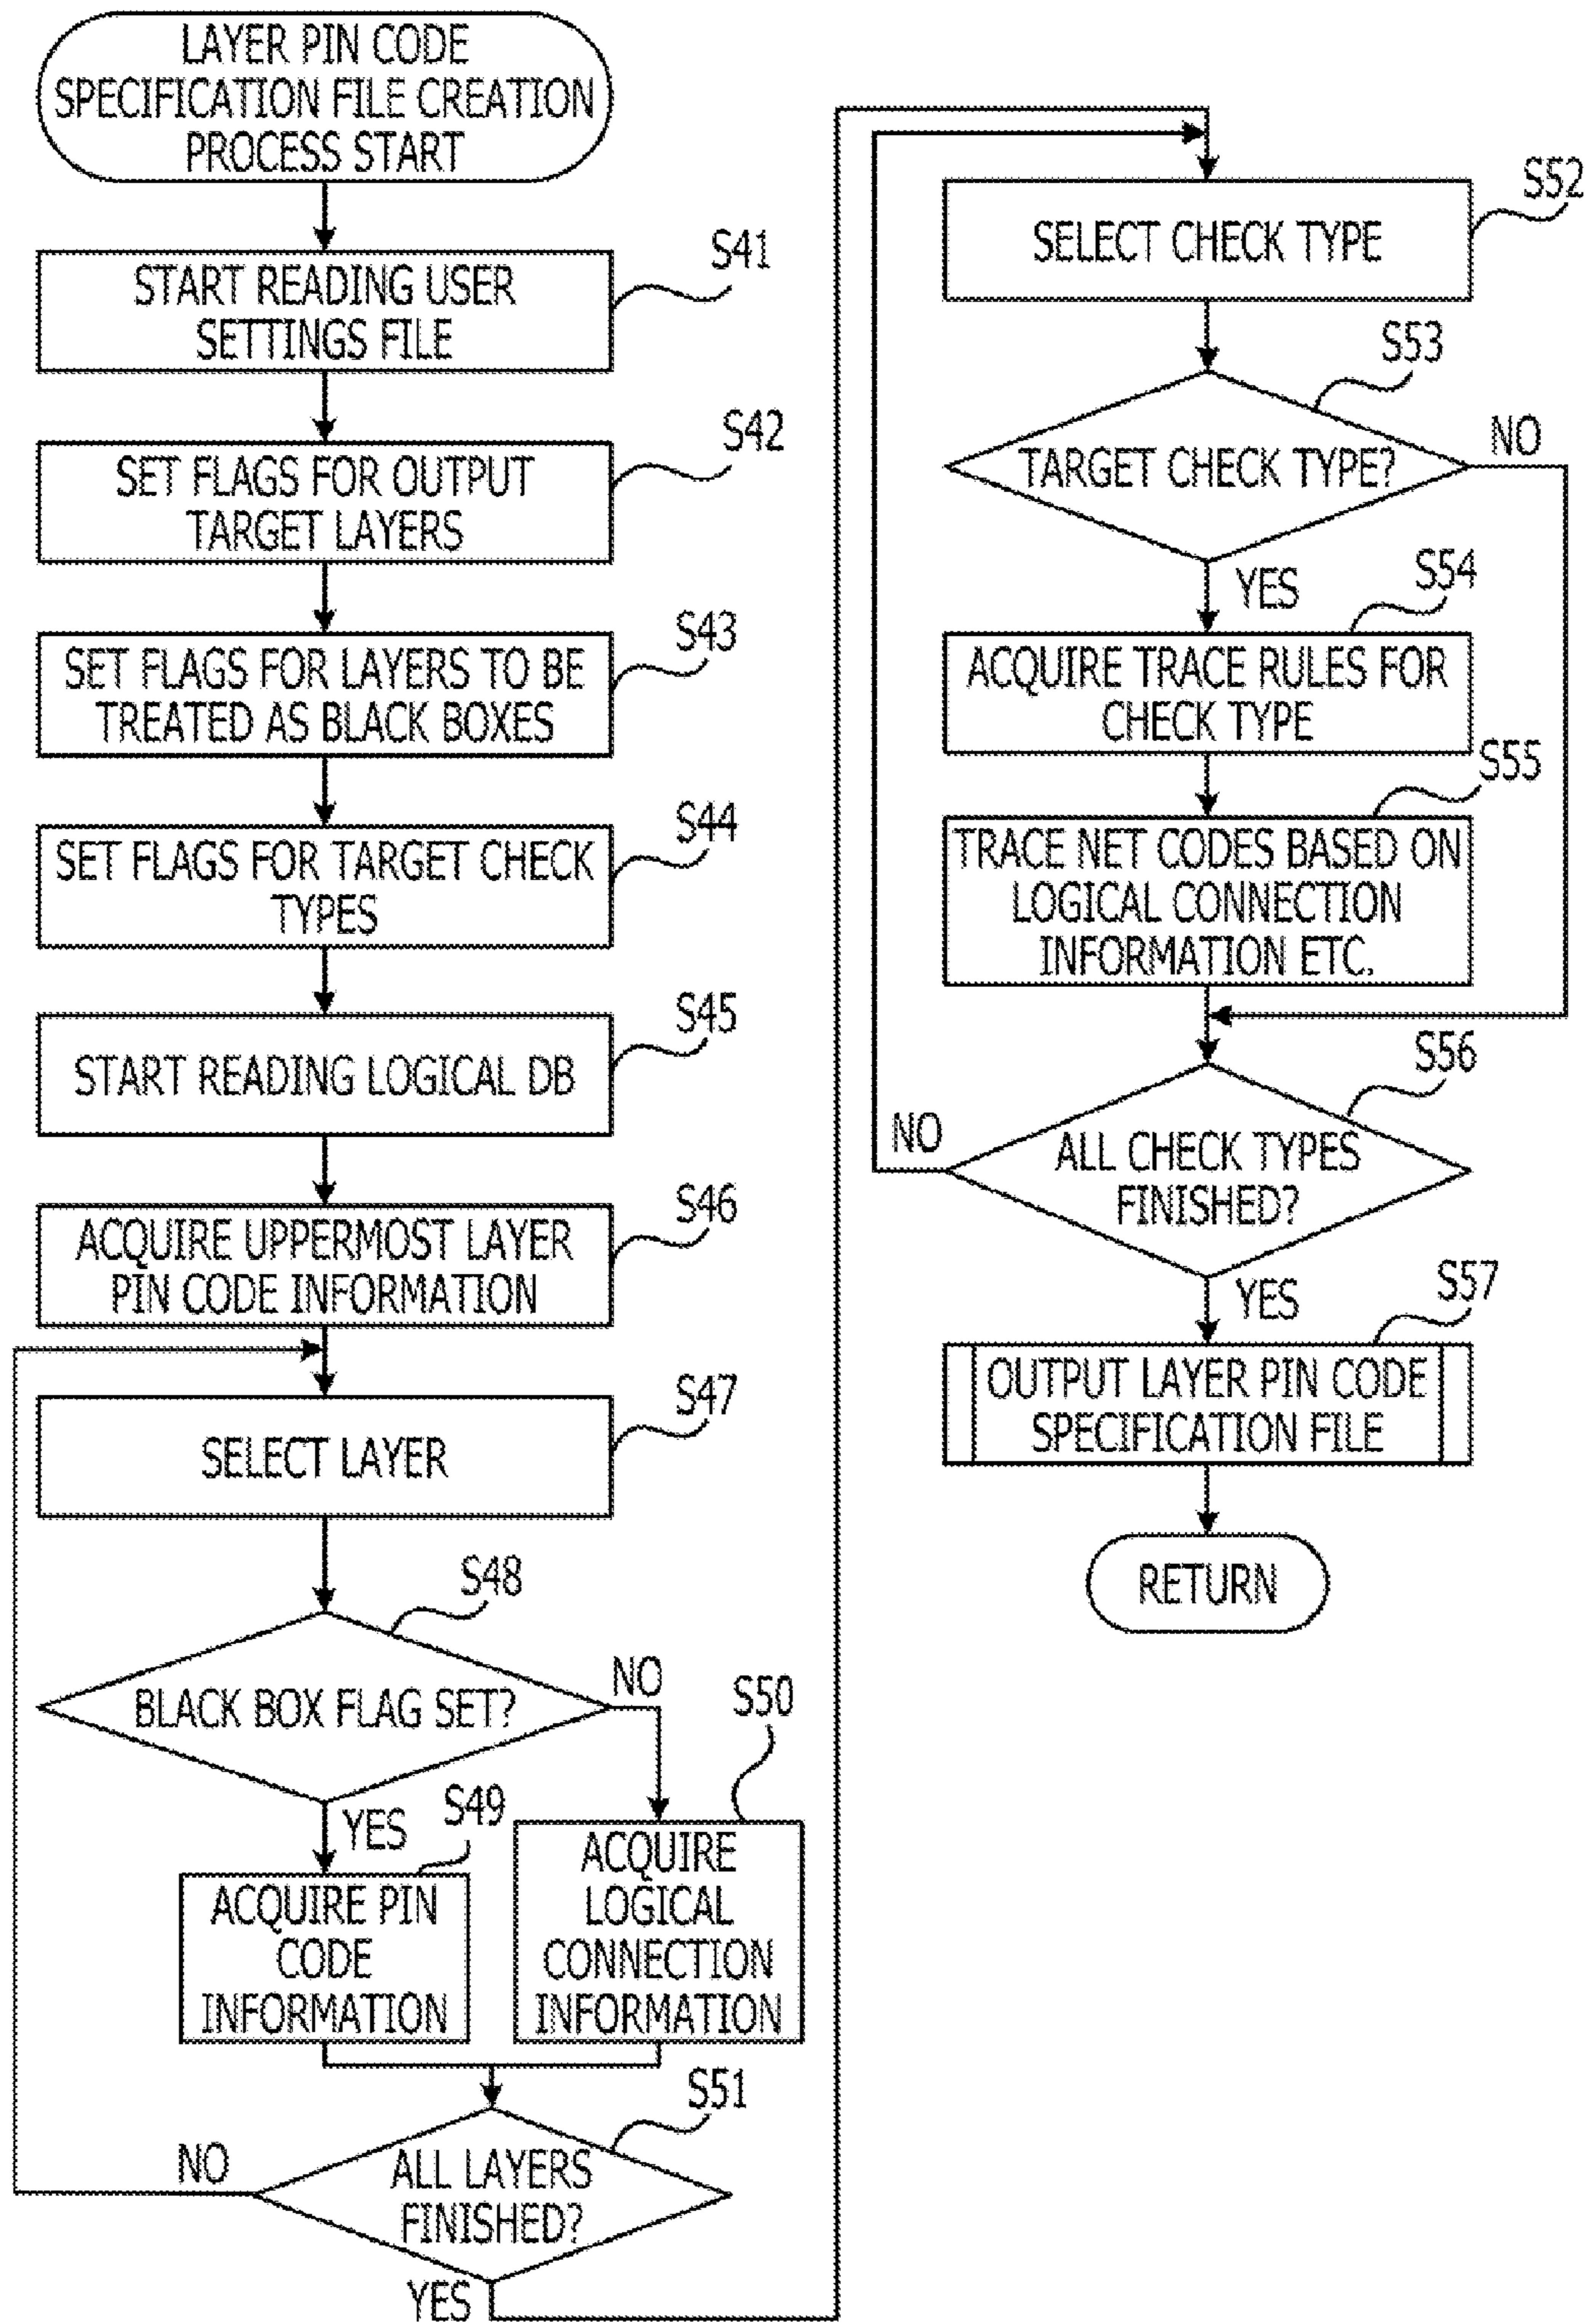 LAYER PIN CODE
SPECIFICATION FILE CREATION
PROCESS START
S41
START READING USER
SETTINGS FILE
S42
SET FLAGS FOR OUTPUT
TARGET LAYERS
S43
SET FLAGS FOR LAYERS TO BE
TREATED AS BLACK BOXES
S44
SET FLAGS FOR TARGET CHECK
TYPES
S45
START READING LOGICAL DB
S46
ACQUIRE UPPERMOST LAYER
PIN CODE INFORMATION
S47
SELECT LAYER
S48
BLACK BOX FLAG SET?
NO
YES
S49
ACQUIRE PIN
CODE
INFORMATION
S50
ACQUIRE
LOGICAL
CONNECTION
INFORMATION
S51
ALL LAYERS
FINISHED?
NO
YES
S52
SELECT CHECK TYPE
S53
TARGET CHECK TYPE?
NO
YES
S54
ACQUIRE TRACE RULES FOR
CHECK TYPE
S55
TRACE NET CODES BASED ON
LOGICAL CONNECTION
INFORMATION ETC.
S56
ALL CHECK TYPES
FINISHED?
NO
YES
S57
OUTPUT LAYER PIN CODE
SPECIFICATION FILE
RETURN